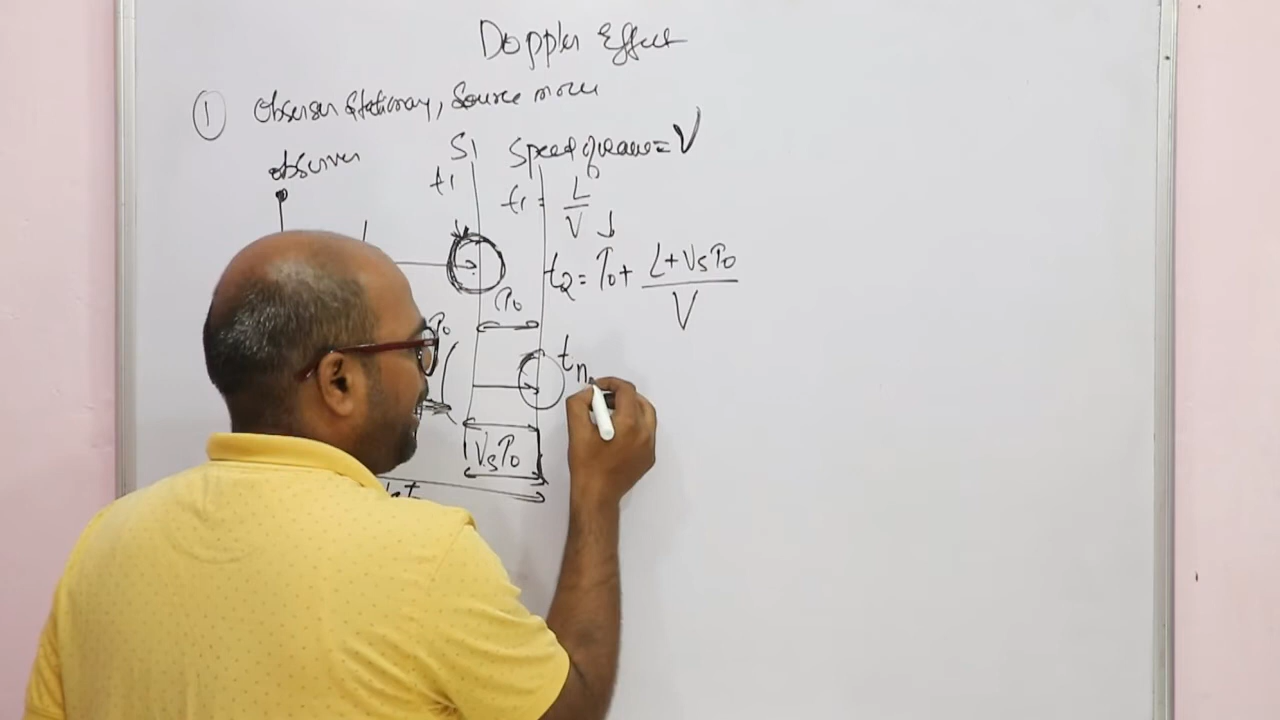 Doppler Effect
① Observer Stationary, Source move
observer
S1 Speed of wave = V
t1 t1 = L/V
t2 = T0 + (L + VsT0)/V
T0
T0
tn
VsT0